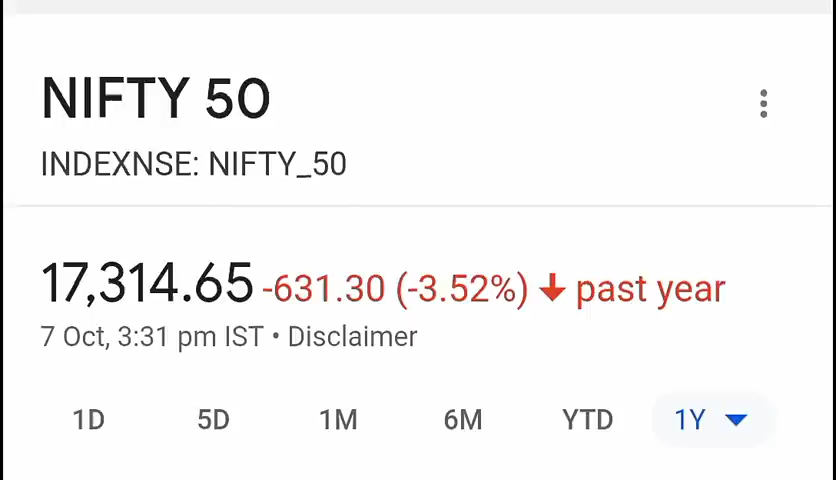 NIFTY 50
INDEXNSE: NIFTY_50
17,314.65 -631.30 (-3.52%) ↓ past year
7 Oct, 3:31 pm IST • Disclaimer
1D 5D 1M 6M YTD 1Y